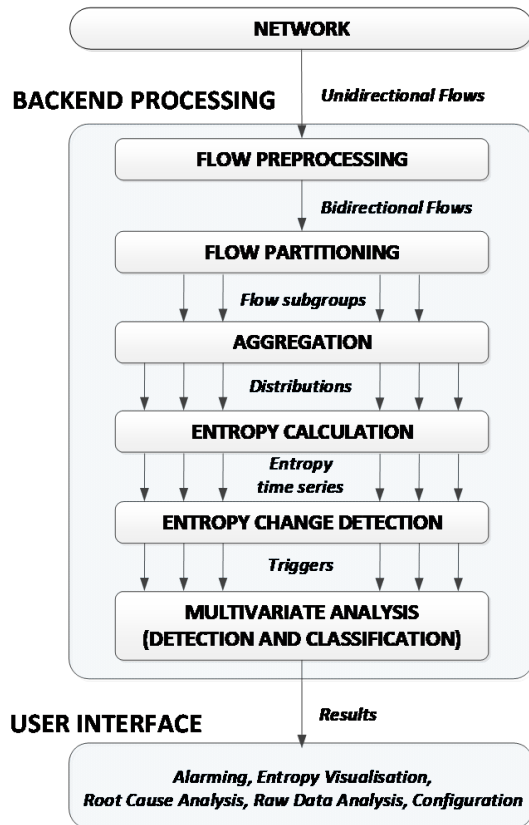 NETWORK
Unidirectional Flows
BACKEND PROCESSING
FLOW PREPROCESSING
Bidirectional Flows
FLOW PARTITIONING
Flow subgroups
AGGREGATION
Distributions
ENTROPY CALCULATION
Entropy
time series
ENTROPY CHANGE DETECTION
Triggers
MULTIVARIATE ANALYSIS
(DETECTION AND CLASSIFICATION)
Results
USER INTERFACE
Alarming, Entropy Visualisation,
Root Cause Analysis, Raw Data Analysis, Configuration